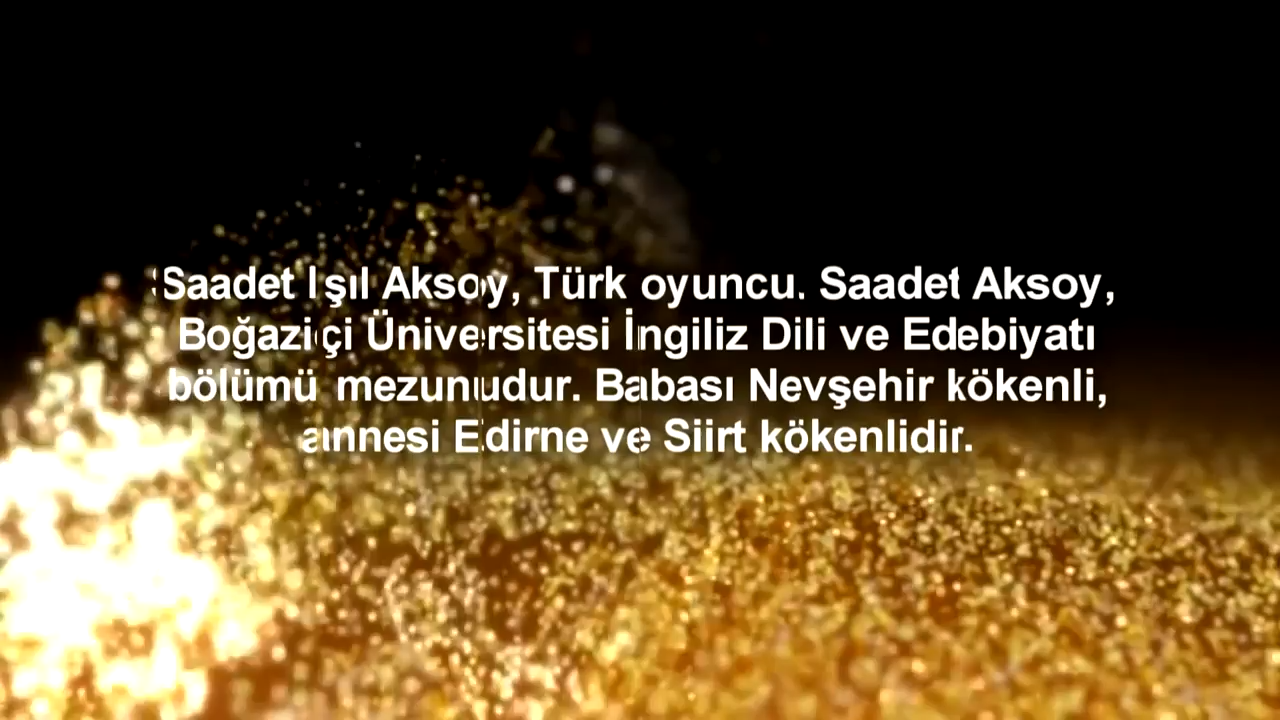 Saadet Işıl Aksoy, Türk oyuncu. Saadet Aksoy,
Boğaziçi Üniversitesi İngiliz Dili ve Edebiyatı
bölümü mezunudur. Babası Nevşehir kökenli,
annesi Edirne ve Siirt kökenlidir.